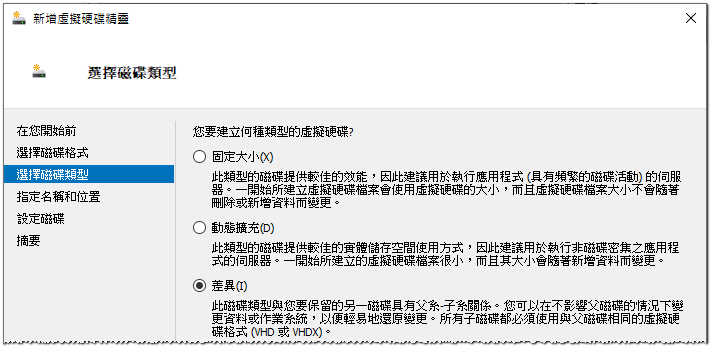 新增虛擬硬碟精靈
選擇磁碟類型
在您開始前
選擇磁碟格式
選擇磁碟類型
指定名稱和位置
設定磁碟
摘要
您要建立何種類型的虛擬硬碟?
固定大小(X)
此類型的磁碟提供較佳的效能，因此建議用於執行應用程式 (具有頻繁的磁碟活動) 的伺服
器。一開始所建立虛擬硬碟檔案會使用虛擬硬碟的大小，而且虛擬硬碟檔案大小不會隨著
刪除或新增資料而變更。
動態擴充(D)
此類型的磁碟提供較佳的實體儲存空間使用方式，因此建議用於執行非磁碟密集之應用程
式的伺服器。一開始所建立的虛擬硬碟檔案很小，而且其大小會隨著新增資料而變更。
差異(I)
此磁碟類型與您要保留的另一磁碟具有父系-子系關係。您可以在不影響父磁碟的情況下變
更資料或作業系統，以便輕易地還原變更。所有子磁碟都必須使用與父磁碟相同的虛擬硬
碟格式 (VHD 或 VHDX)。